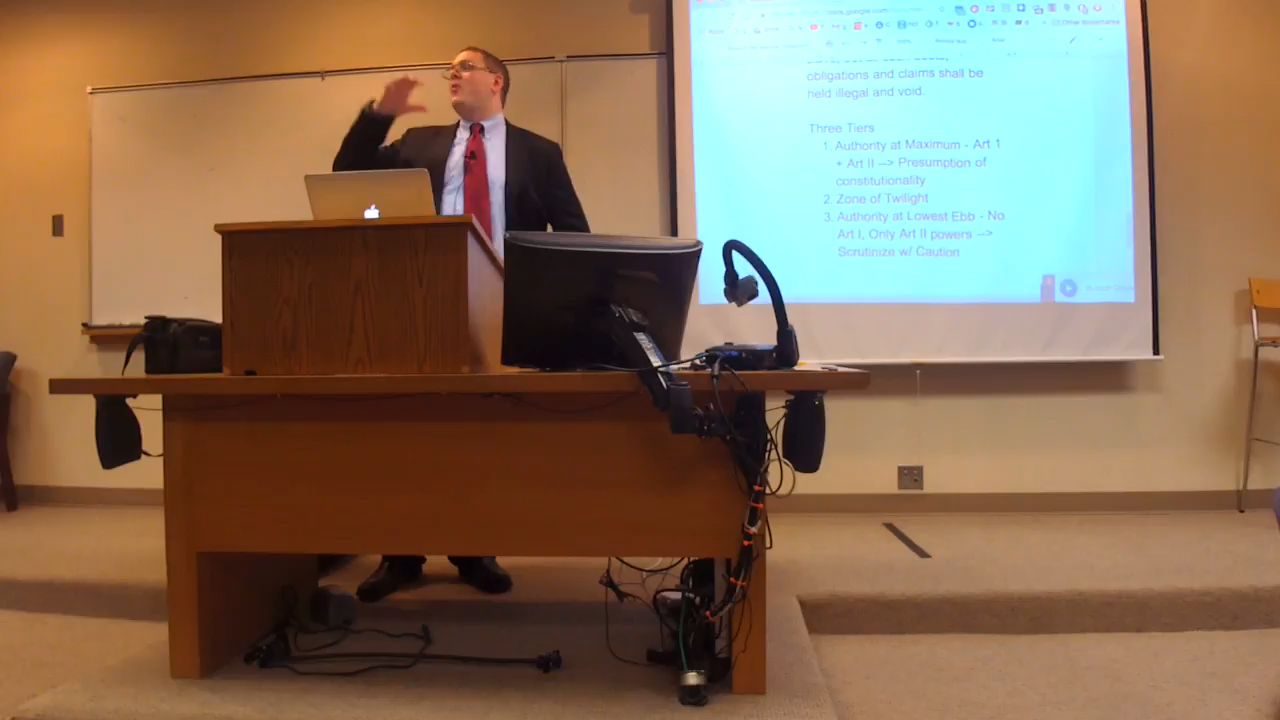 Other Bookmarks
obligations and claims shall be
held illegal and void.
Three Tiers
1. Authority at Maximum - Art 1
+ Art II --> Presumption of
constitutionality
2. Zone of Twilight
3. Authority at Lowest Ebb - No
Art I, Only Art II powers -->
Scrutinize w/ Caution